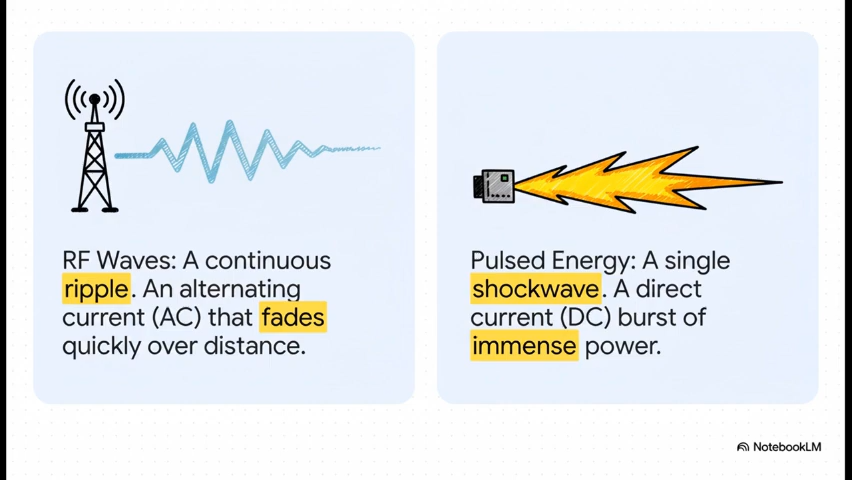 RF Waves: A continuous
ripple. An alternating
current (AC) that fades
quickly over distance.
Pulsed Energy: A single
shockwave. A direct
current (DC) burst of
immense power.
NotebookLM